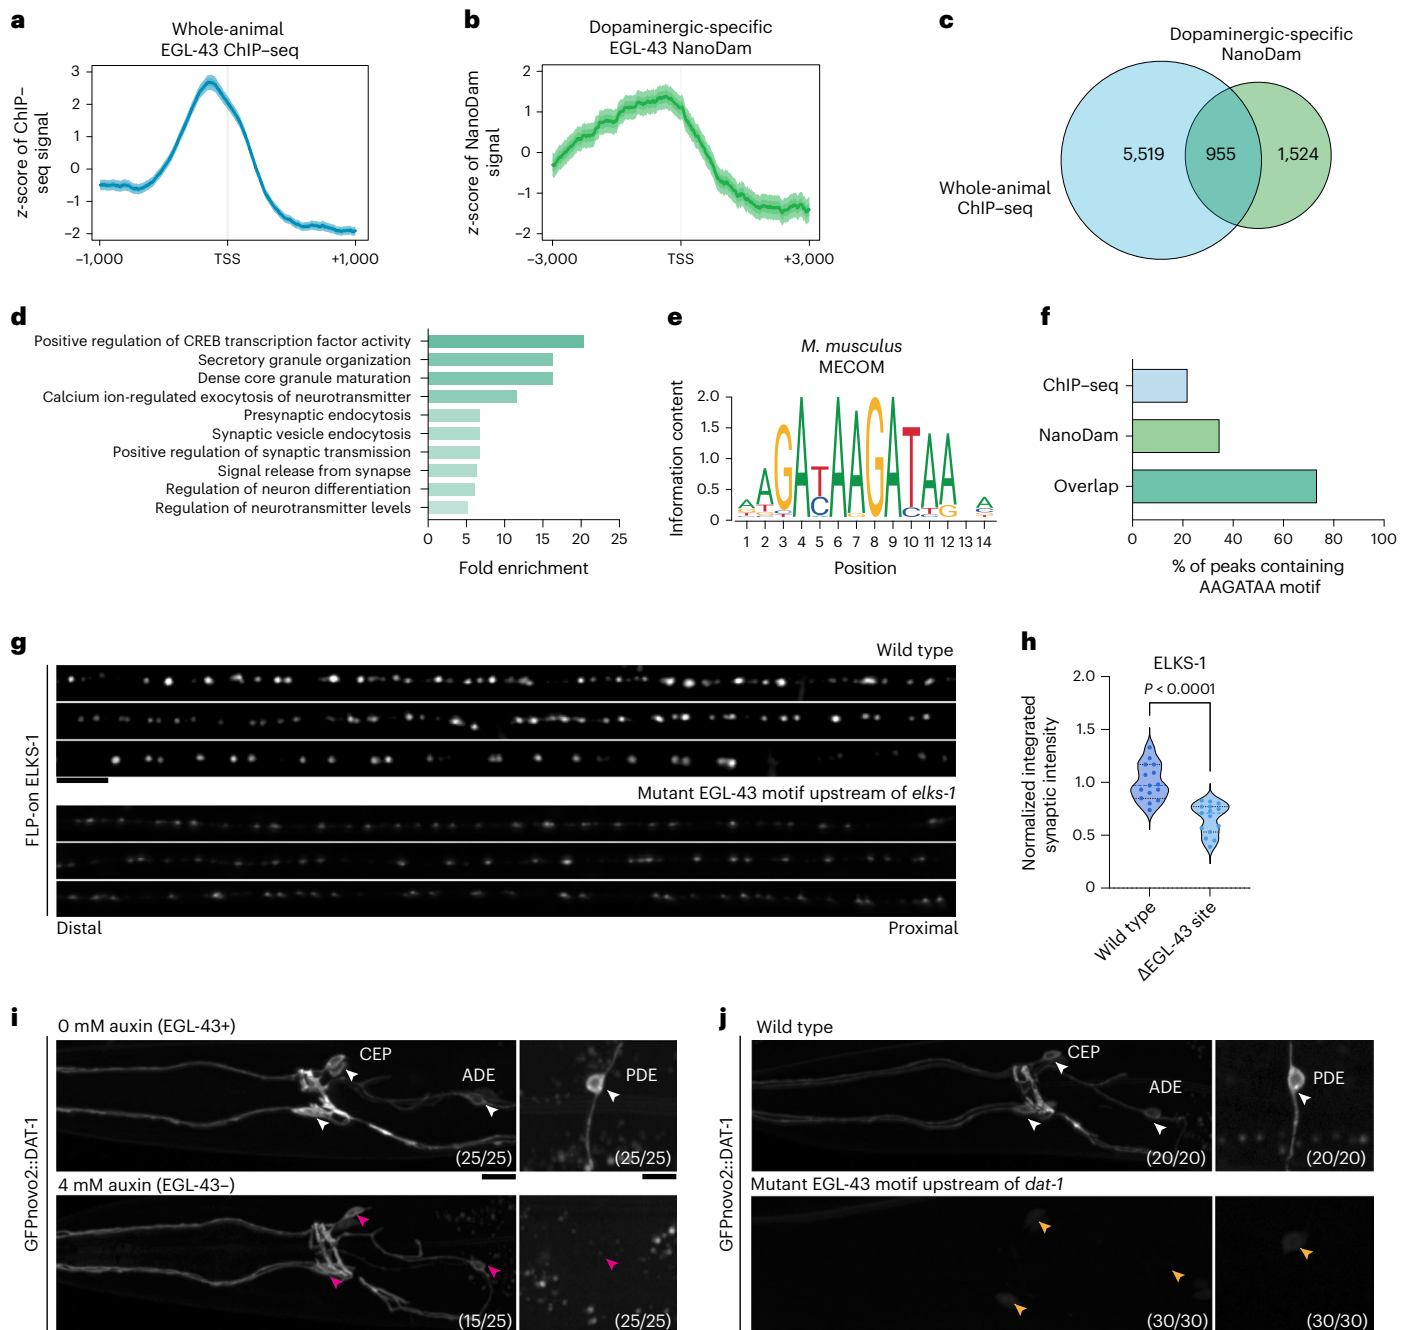 a
Whole-animal
EGL-43 ChIP–seq
z-score of ChIP–
seq signal
3
2
1
0
−1
−2
−1,000
TSS
+1,000
b
Dopaminergic-specific
EGL-43 NanoDam
z-score of NanoDam
signal
2
1
0
−1
−2
−3,000
TSS
+3,000
c
Dopaminergic-specific
NanoDam
5,519
955
1,524
Whole-animal
ChIP–seq
d
Positive regulation of CREB transcription factor activity
Secretory granule organization
Dense core granule maturation
Calcium ion-regulated exocytosis of neurotransmitter
Presynaptic endocytosis
Synaptic vesicle endocytosis
Positive regulation of synaptic transmission
Signal release from synapse
Regulation of neuron differentiation
Regulation of neurotransmitter levels
0 5 10 15 20 25
Fold enrichment
e
M. musculus
MECOM
Information content
2.0
1.5
1.0
0.5
0
1 2 3 4 5 6 7 8 9 10 11 12 13 14
Position
f
ChIP–seq
NanoDam
Overlap
0 20 40 60 80 100
% of peaks containing
AAGATAA motif
g
Wild type
FLP-on ELKS-1
Mutant EGL-43 motif upstream of elks-1
Distal
Proximal
h
ELKS-1
P < 0.0001
Normalized integrated
synaptic intensity
2.0
1.5
1.0
0.5
0
Wild type
ΔEGL-43 site
i
0 mM auxin (EGL-43+)
GFPnovo2::DAT-1
CEP
ADE
PDE
(25/25)
(25/25)
4 mM auxin (EGL-43−)
(15/25)
(25/25)
j
Wild type
GFPnovo2::DAT-1
CEP
ADE
PDE
(20/20)
(20/20)
Mutant EGL-43 motif upstream of dat-1
(30/30)
(30/30)